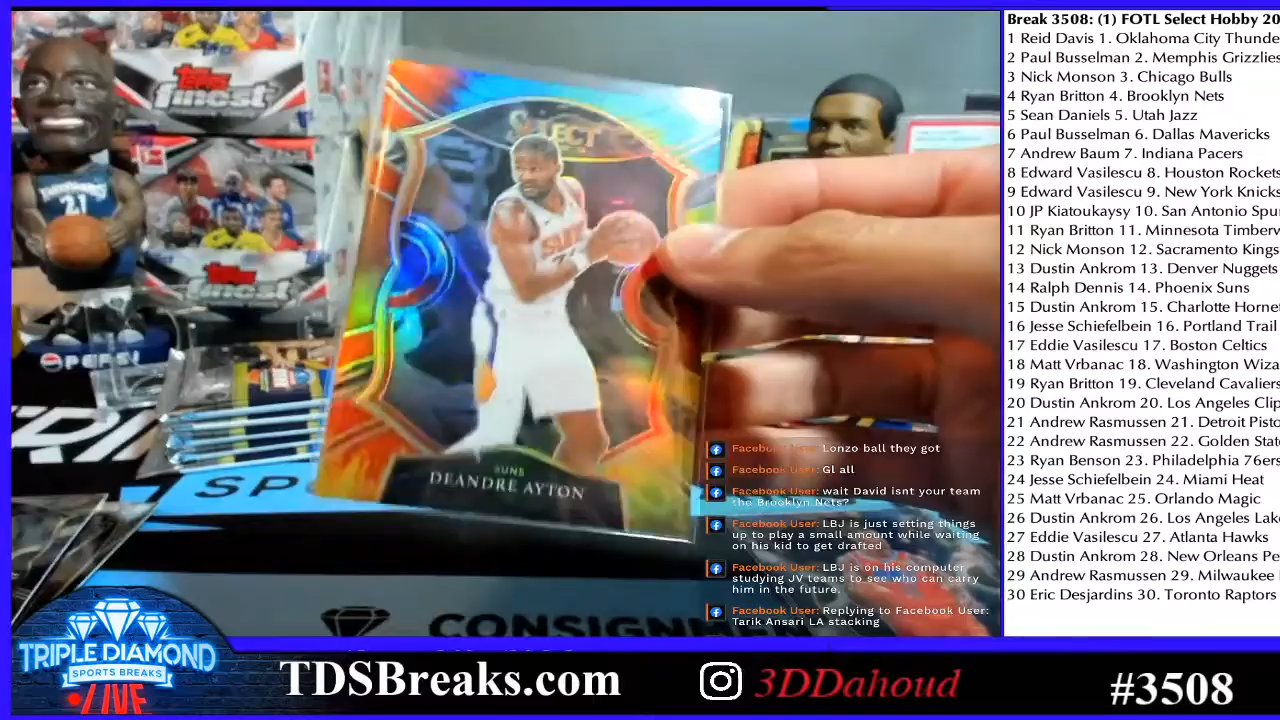 TOPPS
finest
TIMBERWOLVES
21
TOPPS
finest
PEPSI
SELECT
SUNS
SUNS
DEANDRE AYTON
SP
CONSIGNM
Facebook User: Lonzo ball they got
Facebook User: Gl all
Facebook User: wait David isnt your team
the Brooklyn Nets?
Facebook User: LBJ is just setting things
up to play a small amount while waiting
on his kid to get drafted
Facebook User: LBJ is on his computer
studying JV teams to see who can carry
him in the future.
Facebook User: Replying to Facebook User:
Tarik Ansari LA stacking
Break 3508: (1) FOTL Select Hobby 20
1 Reid Davis 1. Oklahoma City Thunde
2 Paul Busselman 2. Memphis Grizzlies
3 Nick Monson 3. Chicago Bulls
4 Ryan Britton 4. Brooklyn Nets
5 Sean Daniels 5. Utah Jazz
6 Paul Busselman 6. Dallas Mavericks
7 Andrew Baum 7. Indiana Pacers
8 Edward Vasilescu 8. Houston Rockets
9 Edward Vasilescu 9. New York Knicks
10 JP Kiatoukaysy 10. San Antonio Spu
11 Ryan Britton 11. Minnesota Timberv
12 Nick Monson 12. Sacramento Kings
13 Dustin Ankrom 13. Denver Nuggets
14 Ralph Dennis 14. Phoenix Suns
15 Dustin Ankrom 15. Charlotte Horne
16 Jesse Schiefelbein 16. Portland Trail
17 Eddie Vasilescu 17. Boston Celtics
18 Matt Vrbanac 18. Washington Wiza
19 Ryan Britton 19. Cleveland Cavaliers
20 Dustin Ankrom 20. Los Angeles Clip
21 Andrew Rasmussen 21. Detroit Pisto
22 Andrew Rasmussen 22. Golden Stat
23 Ryan Benson 23. Philadelphia 76ers
24 Jesse Schiefelbein 24. Miami Heat
25 Matt Vrbanac 25. Orlando Magic
26 Dustin Ankrom 26. Los Angeles Lak
27 Eddie Vasilescu 27. Atlanta Hawks
28 Dustin Ankrom 28. New Orleans Pe
29 Andrew Rasmussen 29. Milwaukee
30 Eric Desjardins 30. Toronto Raptors
TRIPLE DIAMOND
SPORTS BREAKS
LIVE
TDSBreaks.com
3DDahoud
#3508